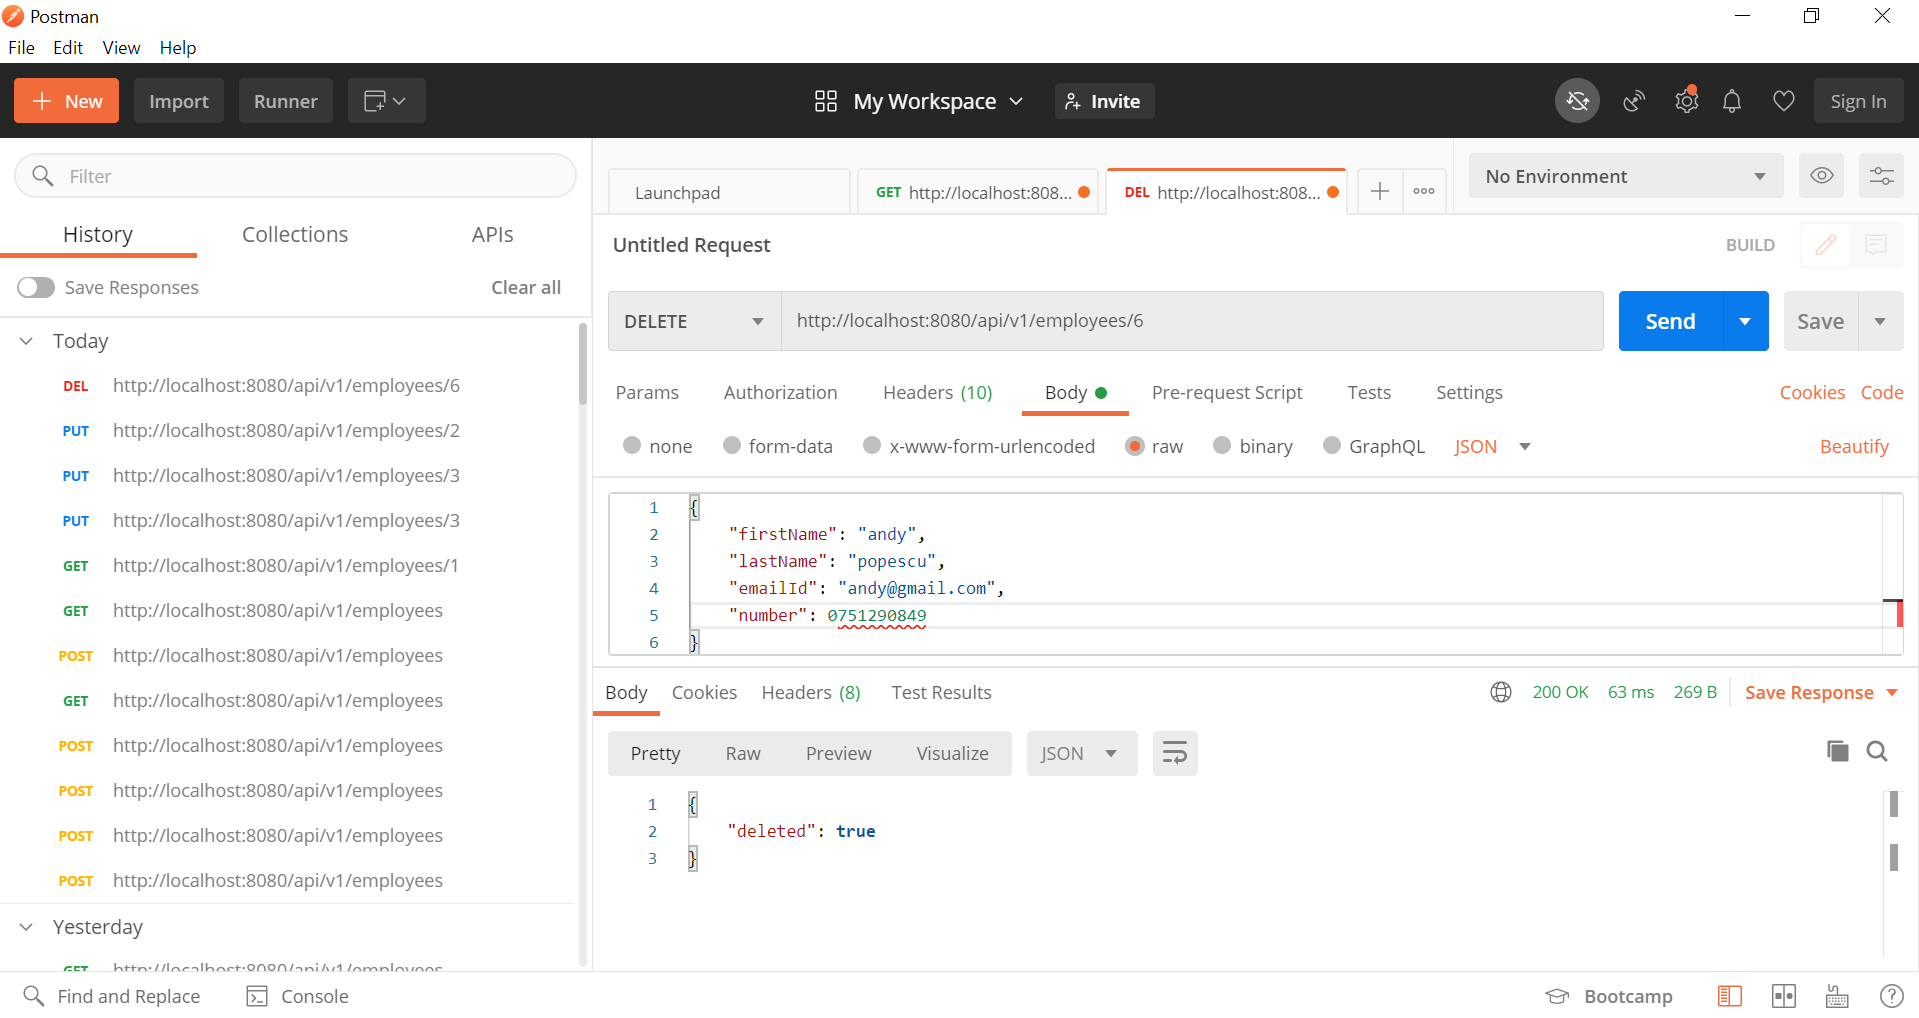 Postman
File Edit View Help
New Import Runner My Workspace Invite Sign In
Filter
History Collections APIs
Save Responses Clear all
Today
DEL http://localhost:8080/api/v1/employees/6
PUT http://localhost:8080/api/v1/employees/2
PUT http://localhost:8080/api/v1/employees/3
PUT http://localhost:8080/api/v1/employees/3
GET http://localhost:8080/api/v1/employees/1
GET http://localhost:8080/api/v1/employees
POST http://localhost:8080/api/v1/employees
GET http://localhost:8080/api/v1/employees
POST http://localhost:8080/api/v1/employees
POST http://localhost:8080/api/v1/employees
POST http://localhost:8080/api/v1/employees
POST http://localhost:8080/api/v1/employees
Yesterday
GET http://localhost:8080/api/v1/employees
Launchpad GET http://localhost:808... DEL http://localhost:808... No Environment
Untitled Request BUILD
DELETE http://localhost:8080/api/v1/employees/6 Send Save
Params Authorization Headers (10) Body Pre-request Script Tests Settings Cookies Code
none form-data x-www-form-urlencoded raw binary GraphQL JSON Beautify
1 {
2 "firstName": "andy",
3 "lastName": "popescu",
4 "emailId": "andy@gmail.com",
5 "number": 0751290849
6 }
Body Cookies Headers (8) Test Results 200 OK 63 ms 269 B Save Response
Pretty Raw Preview Visualize JSON
1 {
2 "deleted": true
3 }
Find and Replace Console Bootcamp